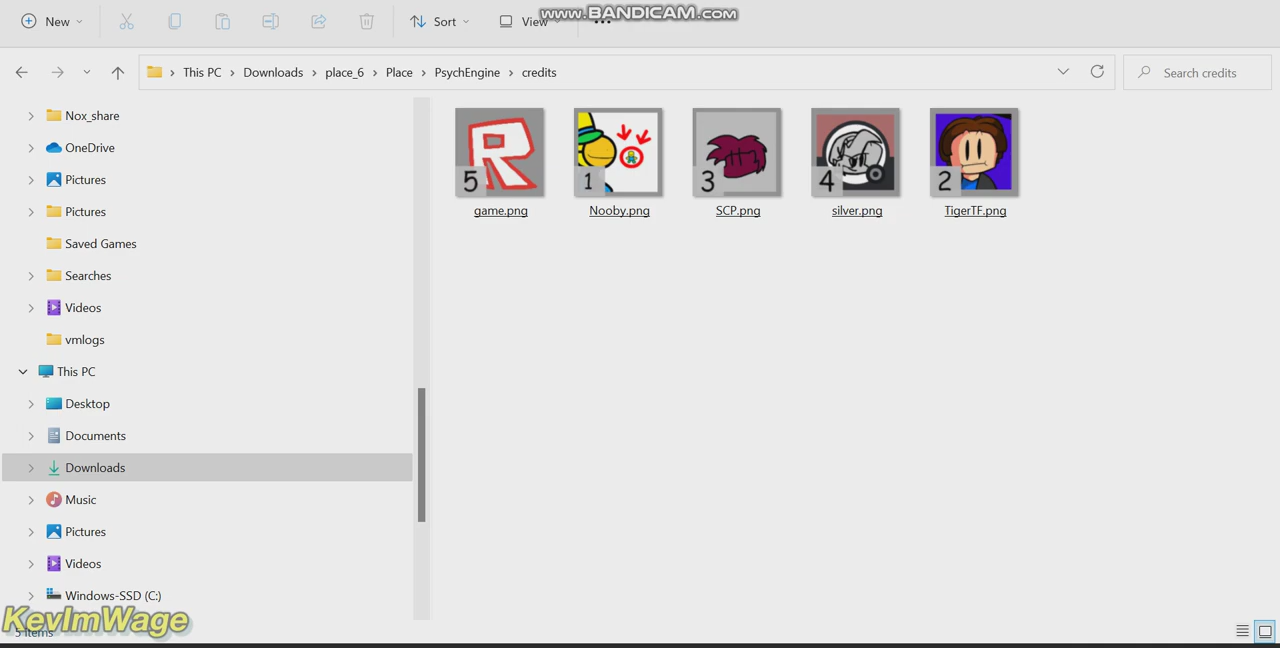 www.BANDICAM.com
New
Sort
View
This PC > Downloads > place_6 > Place > PsychEngine > credits
Search credits
Nox_share
OneDrive
Pictures
Pictures
Saved Games
Searches
Videos
vmlogs
This PC
Desktop
Documents
Downloads
Music
Pictures
Videos
Windows-SSD (C:)
R
5
1
3
4
2
game.png
Nooby.png
SCP.png
silver.png
TigerTF.png
KevImWage
5 items